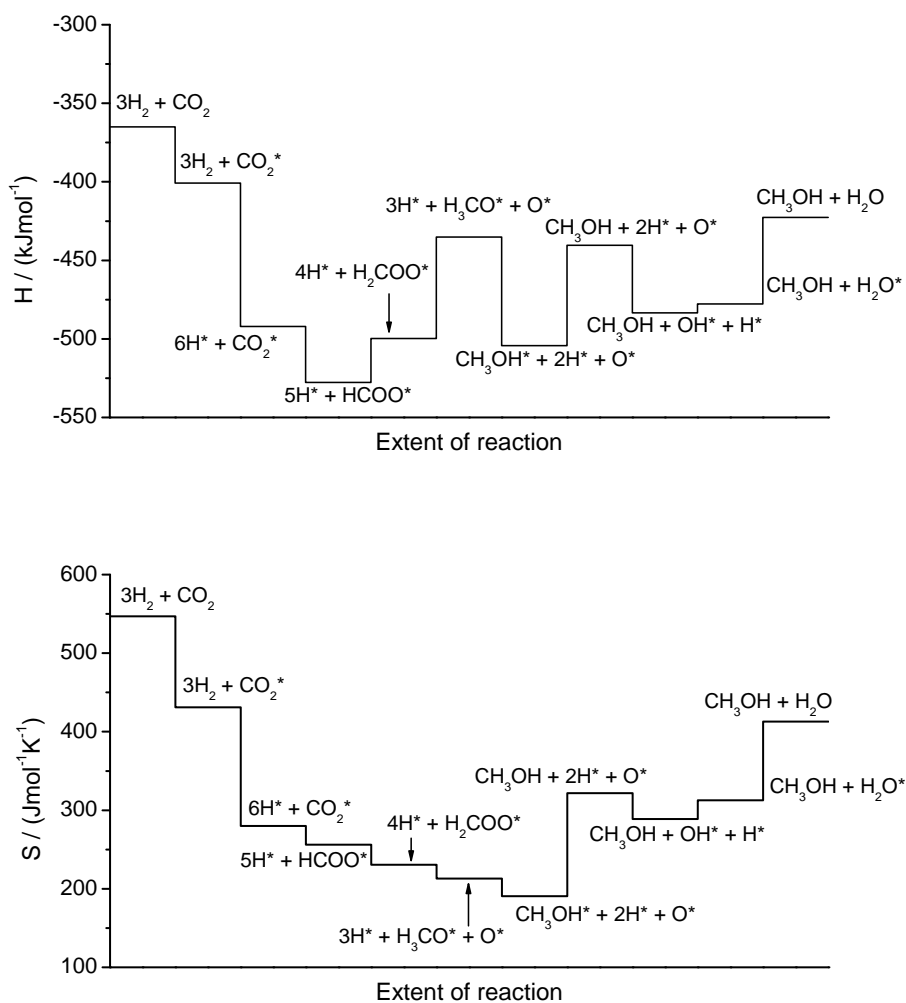 -300
-350
-400
-450
-500
-550
H / (kJmol⁻¹)
3H₂ + CO₂
3H₂ + CO₂*
6H* + CO₂*
5H* + HCOO*
4H* + H₂COO*
3H* + H₃CO* + O*
CH₃OH* + 2H* + O*
CH₃OH + 2H* + O*
CH₃OH + OH* + H*
CH₃OH + H₂O*
CH₃OH + H₂O
Extent of reaction
600
500
400
300
200
100
S / (Jmol⁻¹K⁻¹)
3H₂ + CO₂
3H₂ + CO₂*
6H* + CO₂*
5H* + HCOO*
4H* + H₂COO*
3H* + H₃CO* + O*
CH₃OH* + 2H* + O*
CH₃OH + 2H* + O*
CH₃OH + OH* + H*
CH₃OH + H₂O*
CH₃OH + H₂O
Extent of reaction